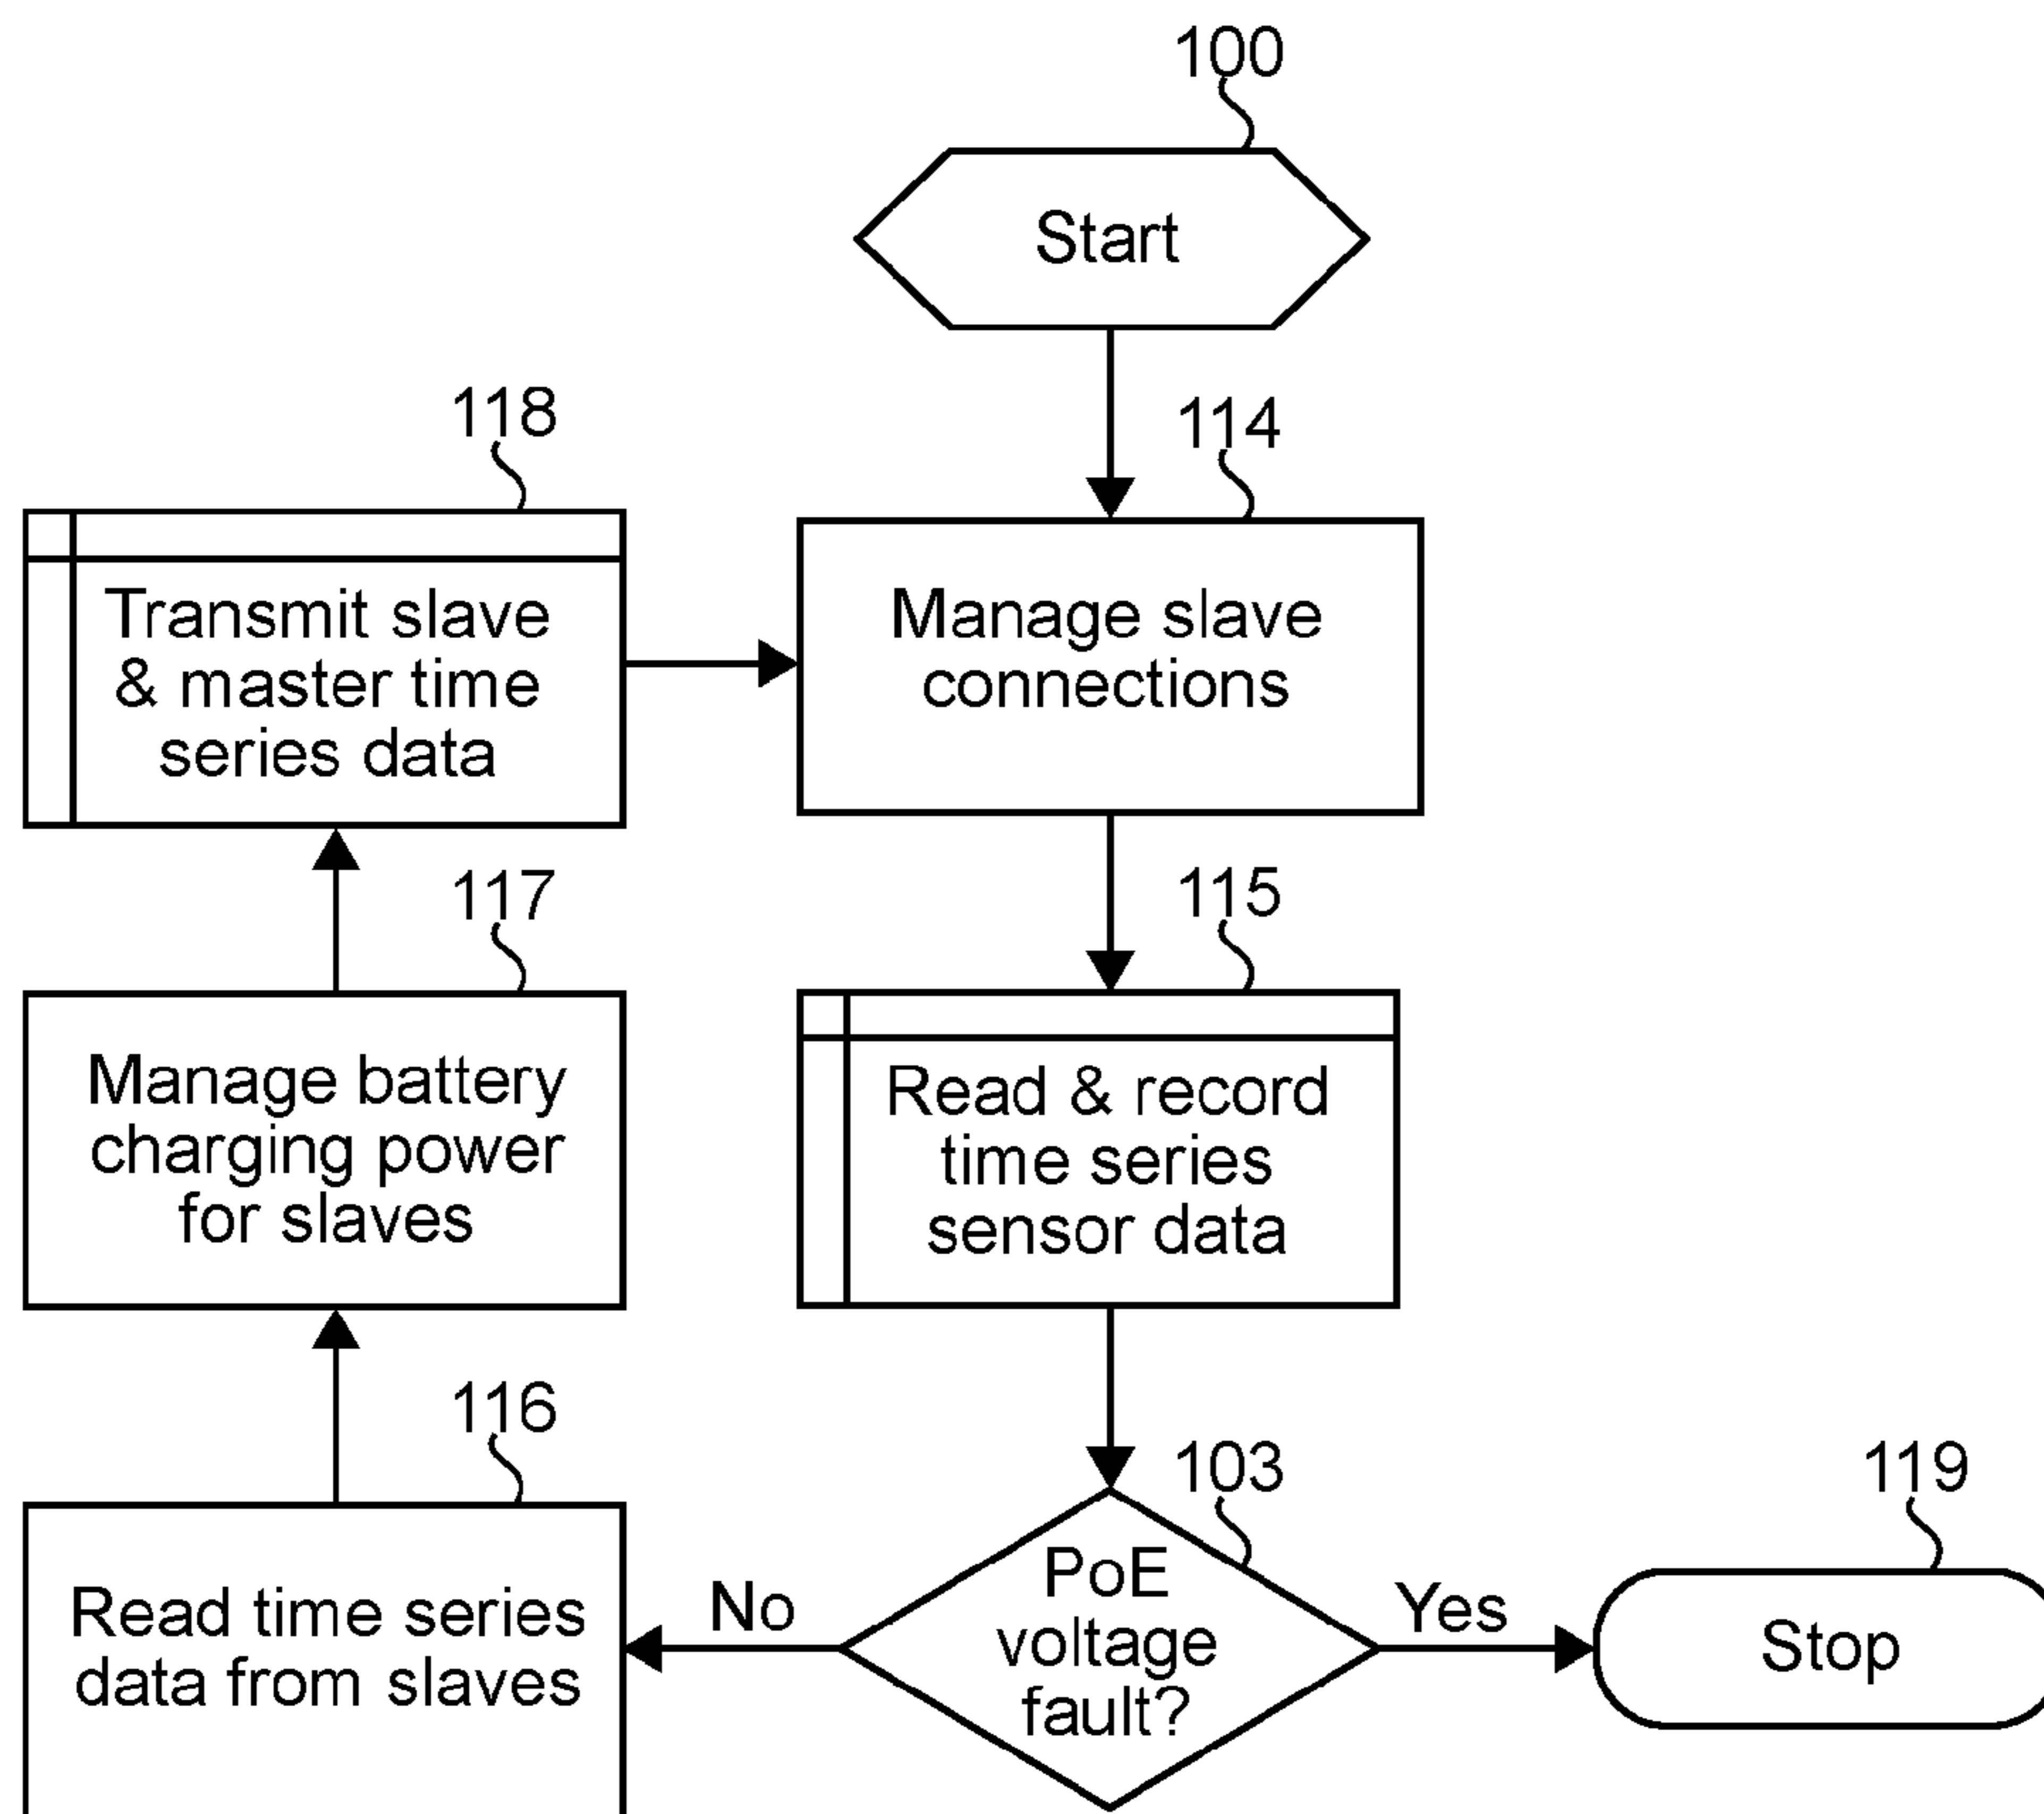 100
Start
118
114
Transmit slave
& master time
series data
Manage slave
connections
117
115
Manage battery
charging power
for slaves
Read & record
time series
sensor data
116
103
119
Read time series
data from slaves
No
PoE
voltage
fault?
Yes
Stop